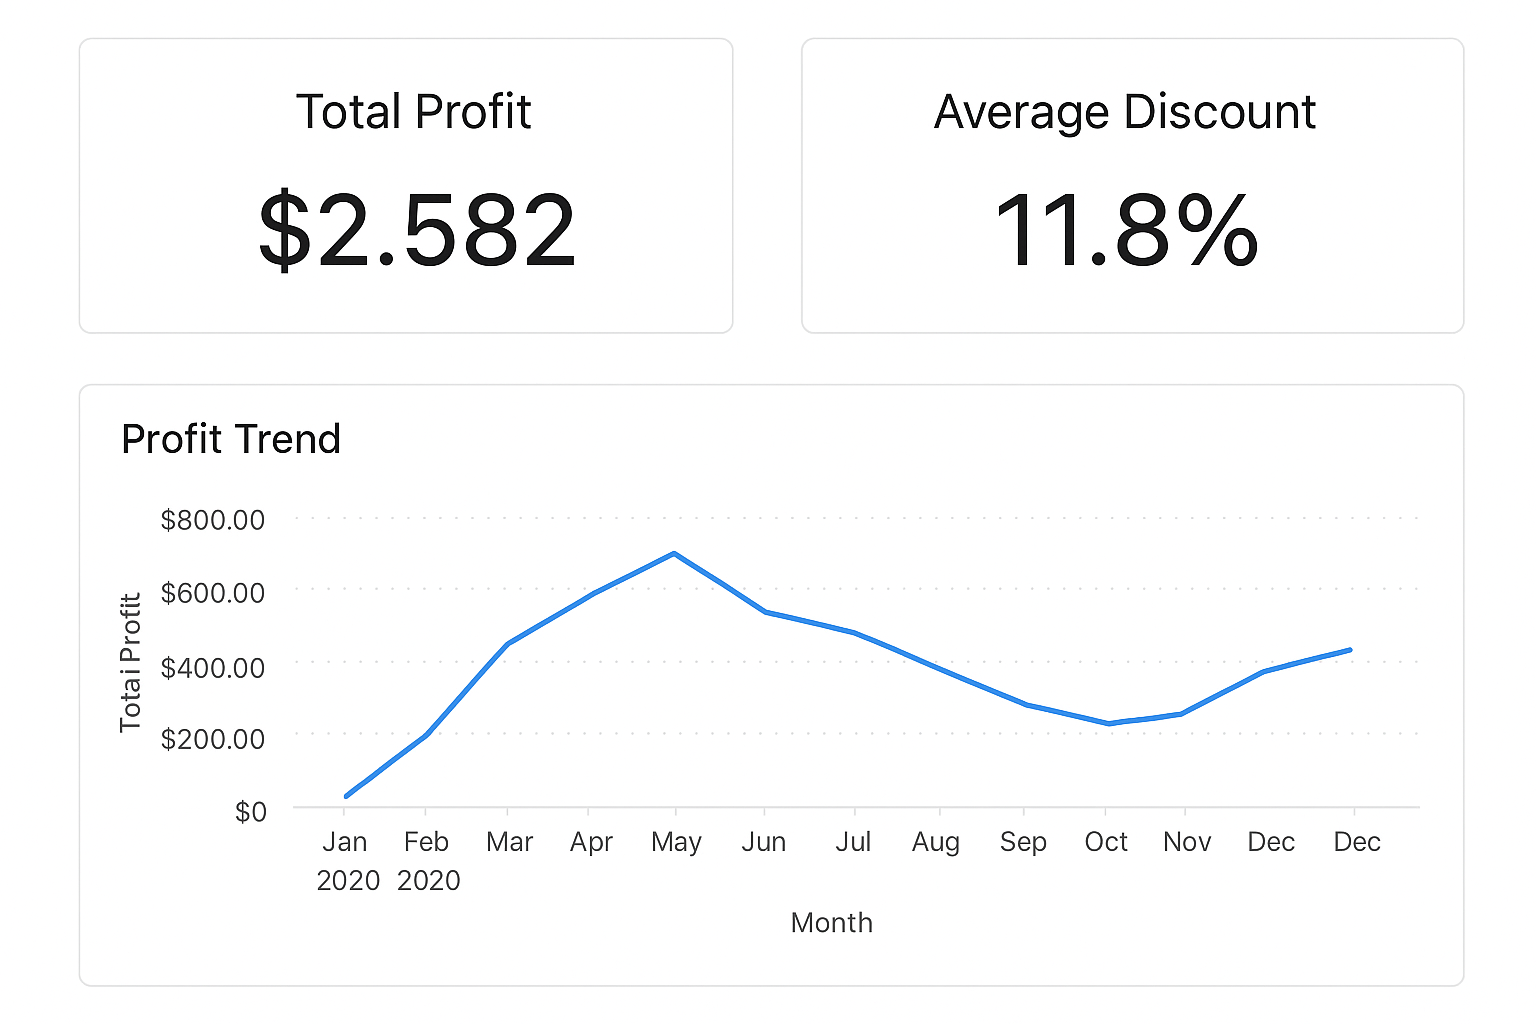 Total Profit
$2.582
Average Discount
11.8%
Profit Trend
Totai Profit
$800.00
$600.00
$400.00
$200.00
$0
Jan Feb Mar Apr May Jun Jul Aug Sep Oct Nov Dec Dec
2020 2020
Month